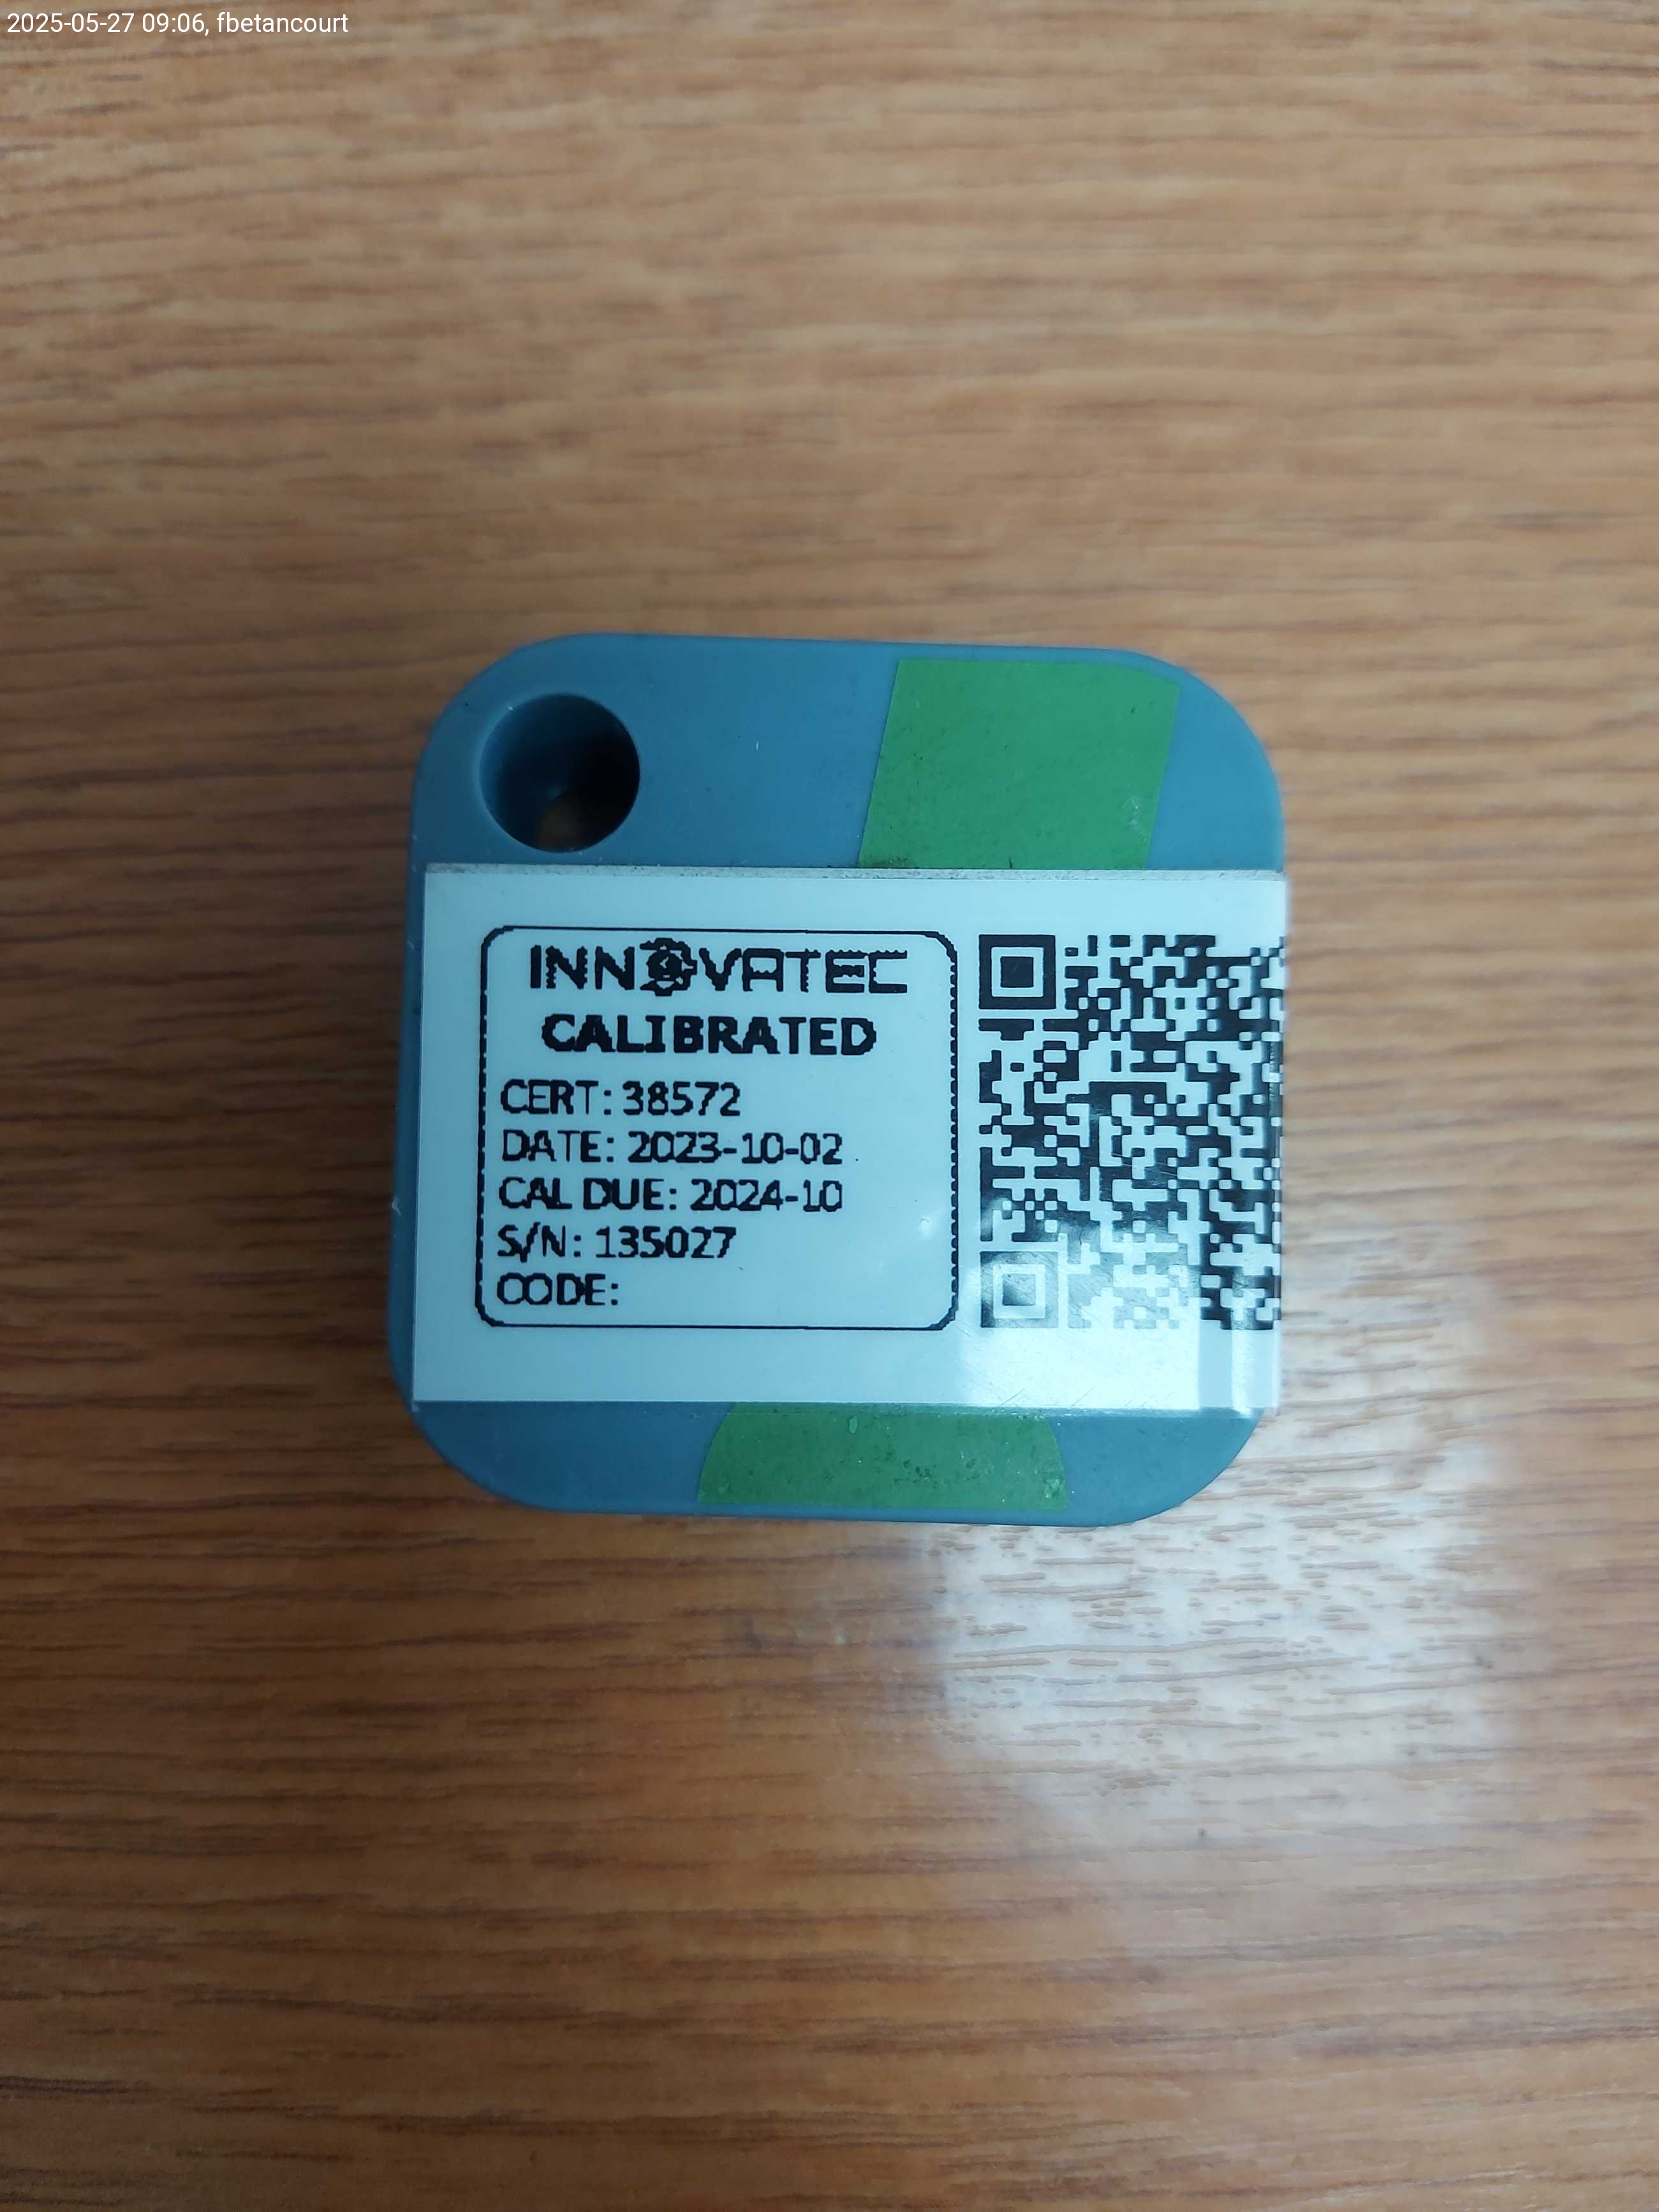 2025-05-27 09:06, fbetancourt
INNOVATEC
CALIBRATED
CERT: 38572
DATE: 2023-10-02
CAL DUE: 2024-10
S/N: 135027
CODE: